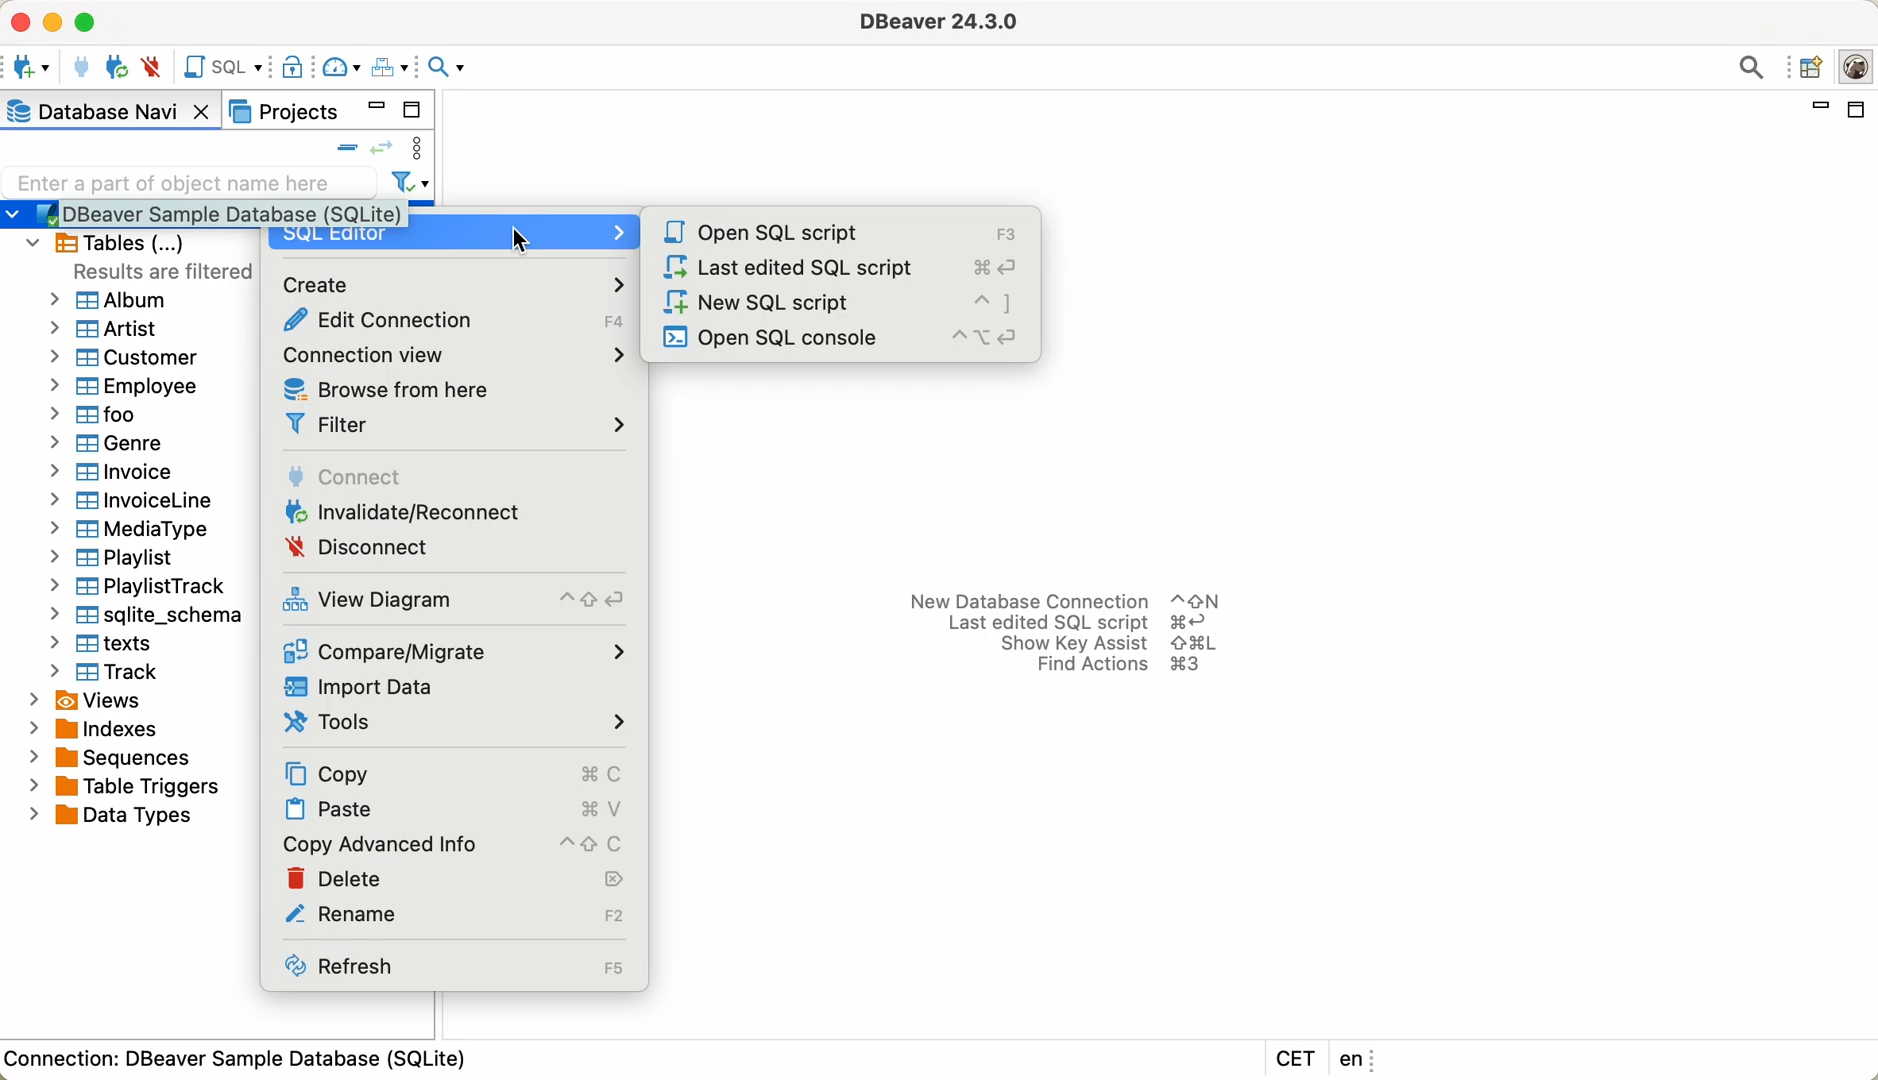 DBeaver 24.3.0
SQL
Database Navi
Projects
Enter a part of object name here
DBeaver Sample Database (SQLite)
Tables (...)
Results are filtered
Album
Artist
Customer
Employee
foo
Genre
Invoice
InvoiceLine
MediaType
Playlist
PlaylistTrack
sqlite_schema
texts
Track
Views
Indexes
Sequences
Table Triggers
Data Types
SQL Editor
Create
Edit Connection F4
Connection view
Browse from here
Filter
Connect
Invalidate/Reconnect
Disconnect
View Diagram ^⇧↩
Compare/Migrate
Import Data
Tools
Copy ⌘ C
Paste ⌘ V
Copy Advanced Info ^⇧ C
Delete ⌦
Rename F2
Refresh F5
Open SQL script F3
Last edited SQL script ⌘↩
New SQL script ^ ]
Open SQL console ^⌥↩
New Database Connection ^⇧N
Last edited SQL script ⌘↩
Show Key Assist ⇧⌘L
Find Actions ⌘3
Connection: DBeaver Sample Database (SQLite)
CET
en